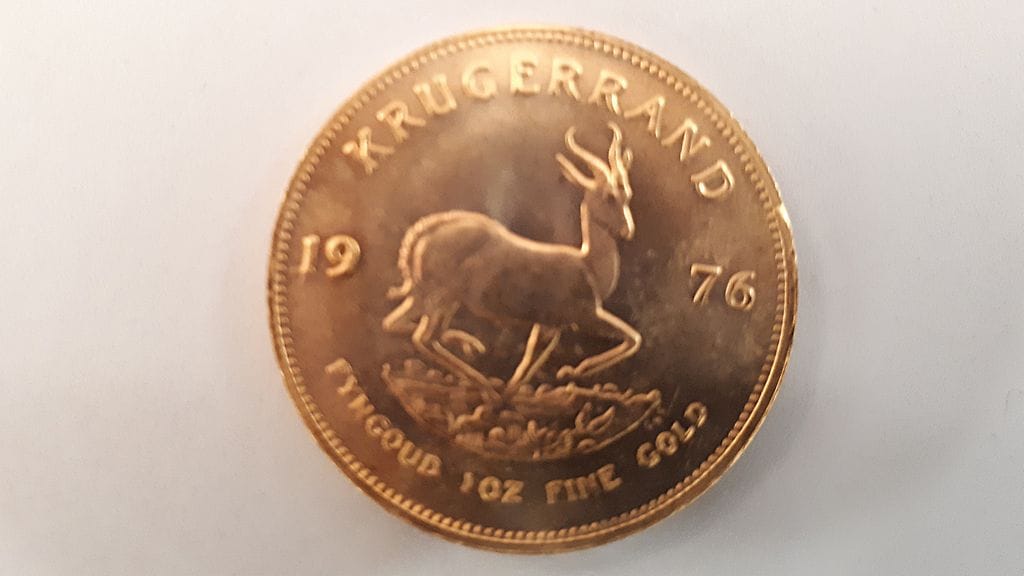 KRUGERRAND
19 76
FYNGOUD 1OZ FINE GOLD